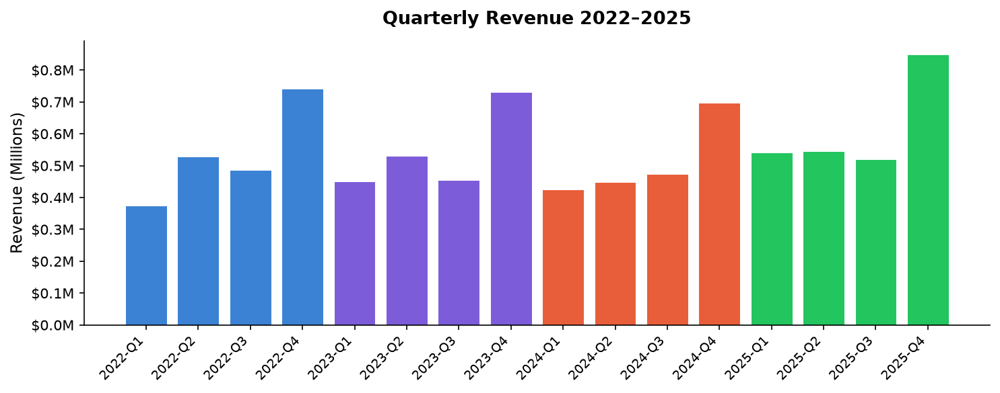 Quarterly Revenue 2022–2025
Revenue (Millions)
$0.8M
$0.7M
$0.6M
$0.5M
$0.4M
$0.3M
$0.2M
$0.1M
$0.0M
2022-Q1
2022-Q2
2022-Q3
2022-Q4
2023-Q1
2023-Q2
2023-Q3
2023-Q4
2024-Q1
2024-Q2
2024-Q3
2024-Q4
2025-Q1
2025-Q2
2025-Q3
2025-Q4